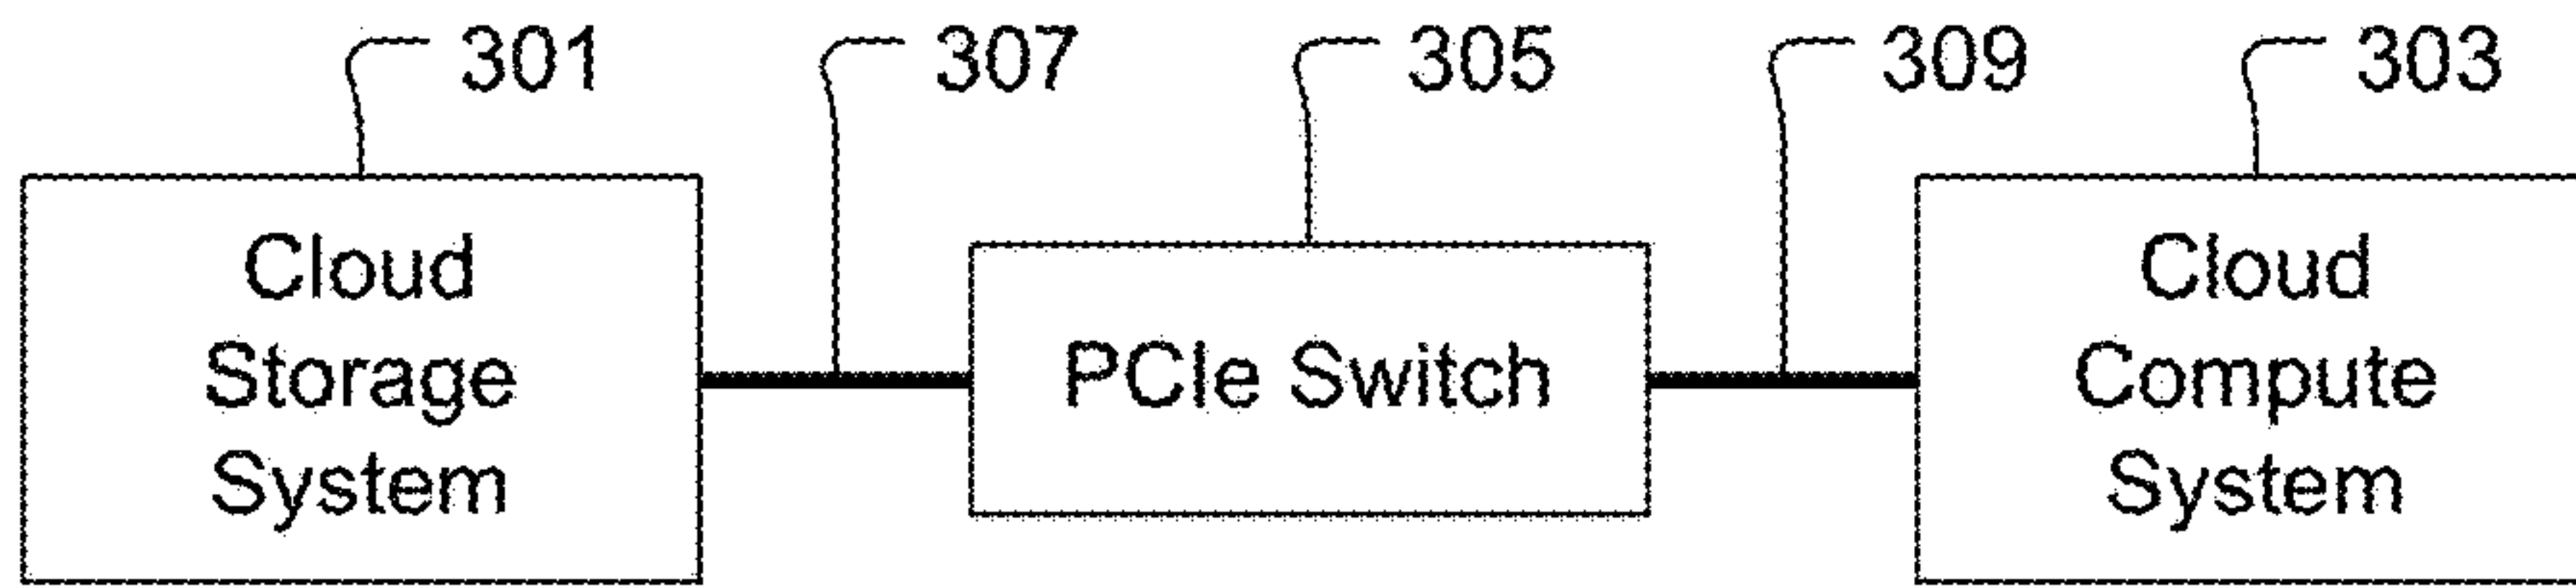 301
307
305
309
303
Cloud
Storage
System
PCIe Switch
Cloud
Compute
System